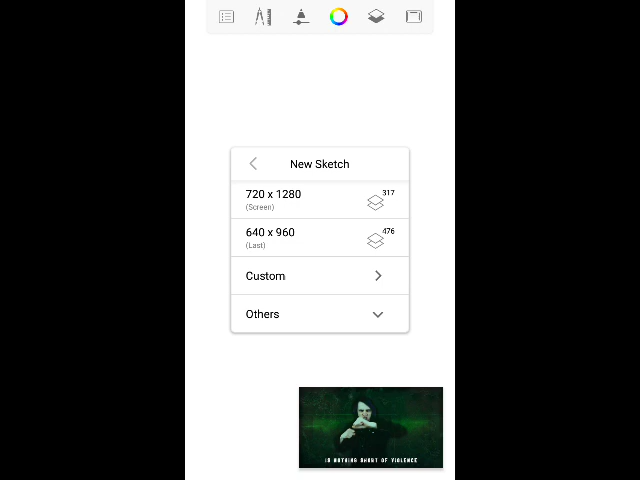 New Sketch
720 x 1280
317
(Screen)
640 x 960
476
(Last)
Custom
Others
IS NOTHING SHORT OF VIOLENCE